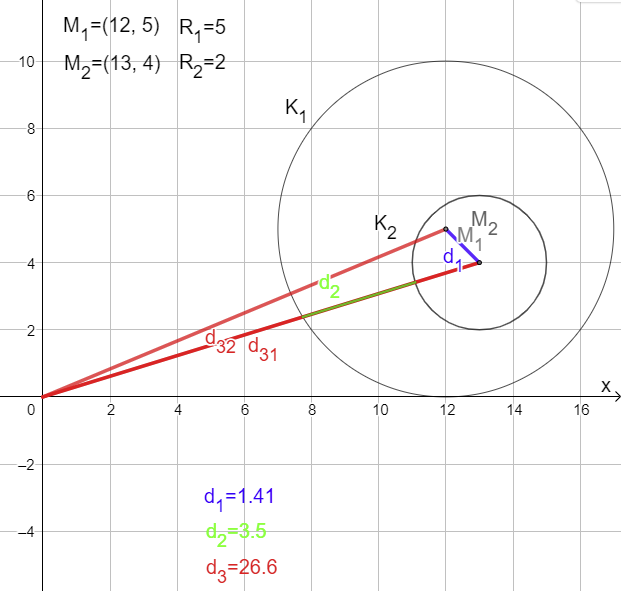 M₁=(12, 5) R₁=5
M₂=(13, 4) R₂=2
10
K₁
8
6
K₂
M₂
M₁
4
d₁
d₂
2
d₃₂ d₃₁
x
0 2 4 6 8 10 12 14 16
–2
d₁=1.41
–4
d₂=3.5
d₃=26.6